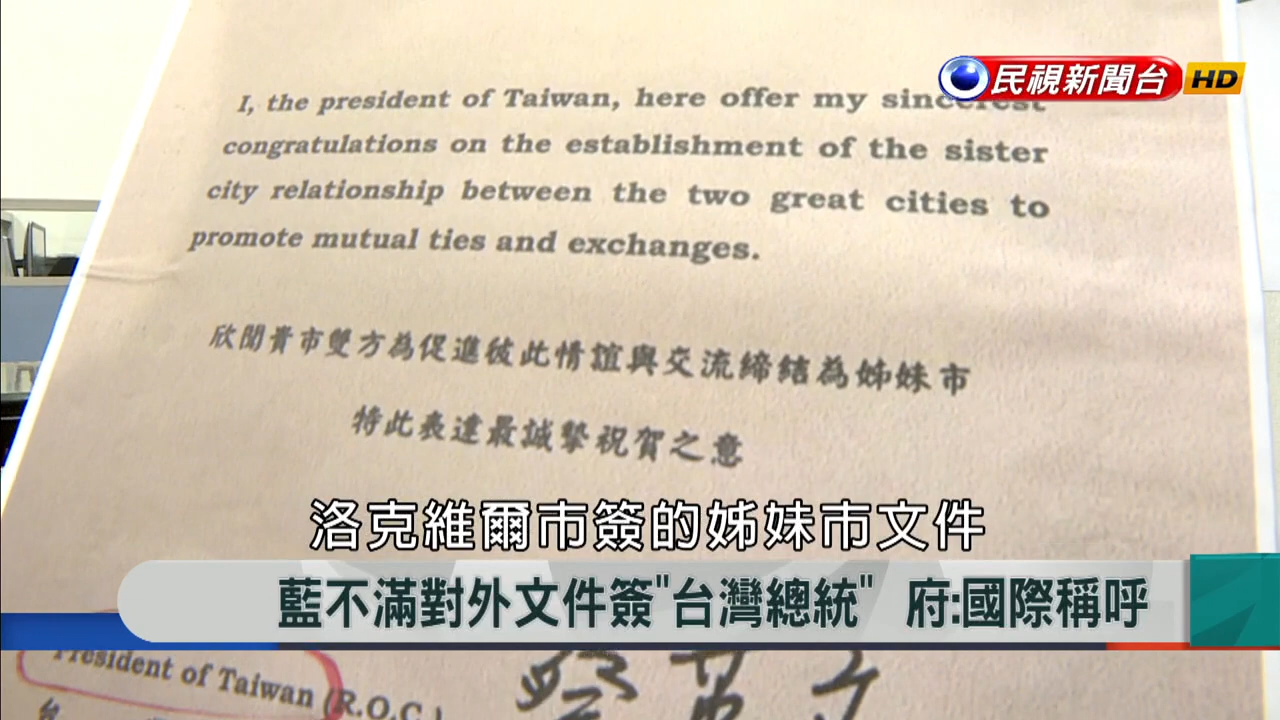 民視新聞台 HD
I, the president of Taiwan, here offer my sincerest
congratulations on the establishment of the sister
city relationship between the two great cities to
promote mutual ties and exchanges.
欣聞貴市雙方為促進彼此情誼與交流締結為姊妹市
特此表達最誠摯祝賀之意
洛克維爾市簽的姊妹市文件
藍不滿對外文件簽"台灣總統" 府:國際稱呼
President of Taiwan (R.O.C.)